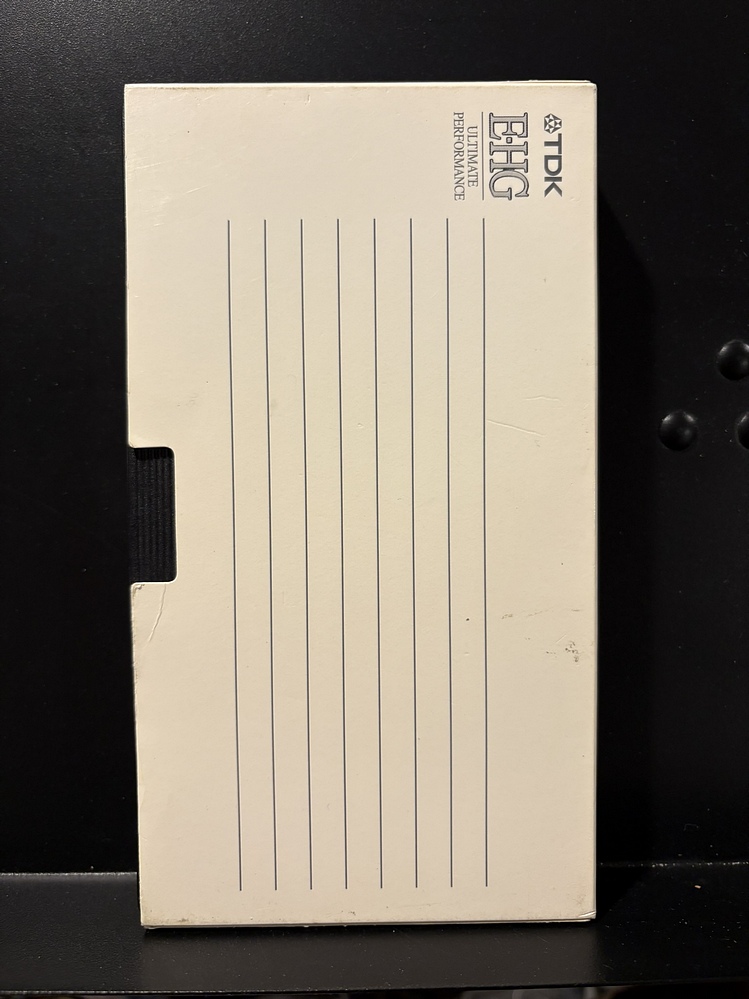 TDK
E-HG
ULTIMATE
PERFORMANCE